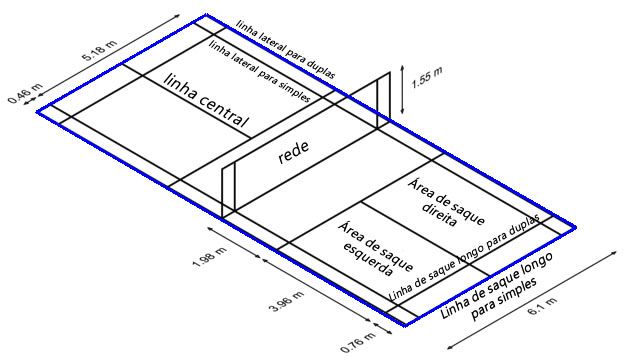 linha lateral para duplas
linha lateral para simples
5.18 m
0.46 m
linha central
1.55 m
rede
Área de saque
direita
Área de saque
esquerda
Linha de saque longo para duplas
Linha de saque longo
para simples
1.98 m
3.96 m
0.76 m
6.1 m